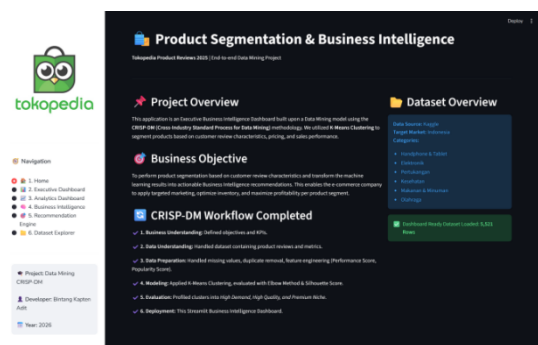 tokopedia
Navigation
1. Home
2. Executive Dashboard
3. Analytics Dashboard
4. Business Intelligence
5. Recommendation
Engine
6. Dataset Explorer
Project: Data Mining
CRISP-DM
Developer: Bintang Kapten
Adit
Year: 2026
Deploy
Product Segmentation & Business Intelligence
Tokopedia Product Reviews 2025 | End-to-end Data Mining Project
Project Overview
This application is an Executive Business Intelligence Dashboard built upon a Data Mining model using the
CRISP-DM (Cross-Industry Standard Process for Data Mining) methodology. We utilized K-Means Clustering to
segment products based on customer review characteristics, pricing, and sales performance.
Business Objective
To perform product segmentation based on customer review characteristics and transform the machine
learning results into actionable Business Intelligence recommendations. This enables the e-commerce company
to apply targeted marketing, optimize inventory, and maximize profitability per product segment.
CRISP-DM Workflow Completed
1. Business Understanding: Defined objectives and KPIs.
2. Data Understanding: Handled dataset containing product reviews and metrics.
3. Data Preparation: Handled missing values, duplicate removal, feature engineering (Performance Score,
Popularity Score).
4. Modeling: Applied K-Means Clustering, evaluated with Elbow Method & Silhouette Score.
5. Evaluation: Profiled clusters into High Demand, High Quality, and Premium Niche.
6. Deployment: This Streamlit Business Intelligence Dashboard.
Dataset Overview
Data Source: Kaggle
Target Market: Indonesia
Categories:
Handphone & Tablet
Elektronik
Pertukangan
Kesehatan
Makanan & Minuman
Olahraga
Dashboard Ready Dataset Loaded:
Rows